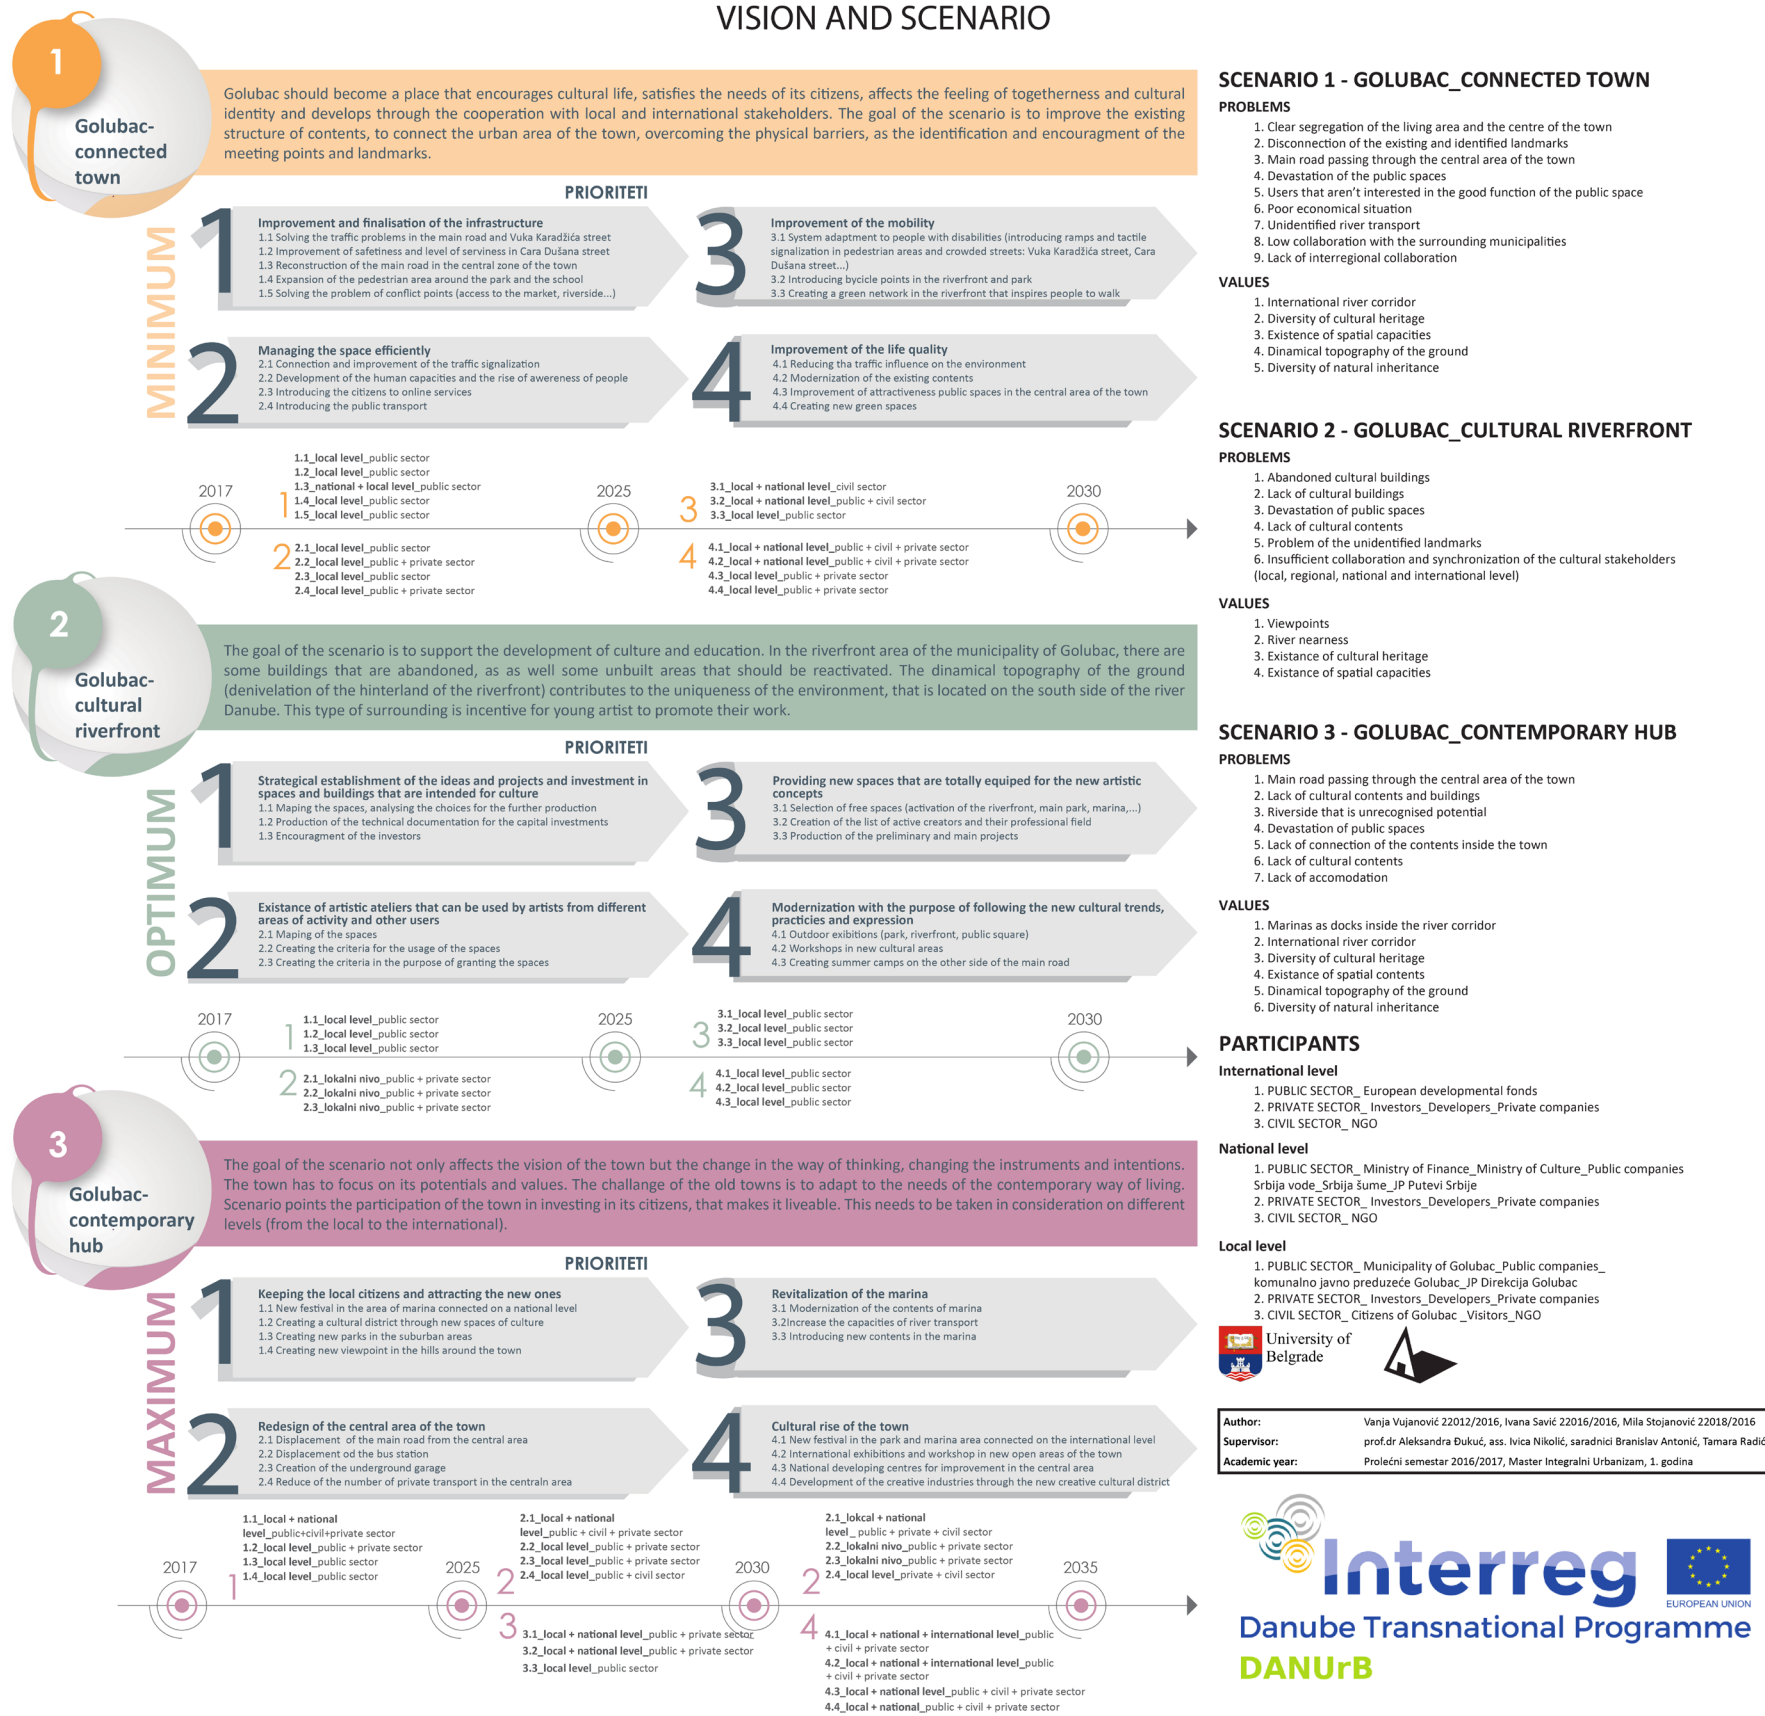 VISION AND SCENARIO
1
Golubac-
connected
town
Golubac should become a place that encourages cultural life, satisfies the needs of its citizens, affects the feeling of togetherness and cultural
identity and develops through the cooperation with local and international stakeholders. The goal of the scenario is to improve the existing
structure of contents, to connect the urban area of the town, overcoming the physical barriers, as the identification and encouragment of the
meeting points and landmarks.
PRIORITETI
MINIMUM
1
Improvement and finalisation of the infrastructure
1.1 Solving the traffic problems in the main road and Vuka Karadžića street
1.2 Improvement of safetiness and level of serviness in Cara Dušana street
1.3 Reconstruction of the main road in the central zone of the town
1.4 Expansion of the pedestrian area around the park and the school
1.5 Solving the problem of conflict points (access to the market, riverside...)
3
Improvement of the mobility
3.1 System adaptment to people with disabilities (introducing ramps and tactile
signalization in pedestrian areas and crowded streets: Vuka Karadžića street, Cara
Dušana street...)
3.2 Introducing bycicle points in the riverfront and park
3.3 Creating a green network in the riverfront that inspires people to walk
2
Managing the space efficiently
2.1 Connection and improvement of the traffic signalization
2.2 Development of the human capacities and the rise of awereness of people
2.3 Introducing the citizens to online services
2.4 Introducing the public transport
4
Improvement of the life quality
4.1 Reducing tha traffic influence on the environment
4.2 Modernization of the existing contents
4.3 Improvement of attractiveness public spaces in the central area of the town
4.4 Creating new green spaces
2017
1
1.1_local level_public sector
1.2_local level_public sector
1.3_national + local level_public sector
1.4_local level_public sector
1.5_local level_public sector
2
2.1_local level_public sector
2.2_local level_public + private sector
2.3_local level_public sector
2.4_local level_public + private sector
2025
3
3.1_local + national level_civil sector
3.2_local + national level_public + civil sector
3.3_local level_public sector
4
4.1_local + national level_public + civil + private sector
4.2_local + national level_public + civil + private sector
4.3_local level_public + private sector
4.4_local level_public + private sector
2030
2
Golubac-
cultural
riverfront
The goal of the scenario is to support the development of culture and education. In the riverfront area of the municipality of Golubac, there are
some buildings that are abandoned, as as well some unbuilt areas that should be reactivated. The dinamical topography of the ground
(denivelation of the hinterland of the riverfront) contributes to the uniqueness of the environment, that is located on the south side of the river
Danube. This type of surrounding is incentive for young artist to promote their work.
PRIORITETI
OPTIMUM
1
Strategical establishment of the ideas and projects and investment in
spaces and buildings that are intended for culture
1.1 Maping the spaces, analysing the choices for the further production
1.2 Production of the technical documentation for the capital investments
1.3 Encouragment of the investors
3
Providing new spaces that are totally equiped for the new artistic
concepts
3.1 Selection of free spaces (activation of the riverfront, main park, marina,...)
3.2 Creation of the list of active creators and their professional field
3.3 Production of the preliminary and main projects
2
Existance of artistic ateliers that can be used by artists from different
areas of activity and other users
2.1 Maping of the spaces
2.2 Creating the criteria for the usage of the spaces
2.3 Creating the criteria in the purpose of granting the spaces
4
Modernization with the purpose of following the new cultural trends,
practicies and expression
4.1 Outdoor exibitions (park, riverfront, public square)
4.2 Workshops in new cultural areas
4.3 Creating summer camps on the other side of the main road
2017
1
1.1_local level_public sector
1.2_local level_public sector
1.3_local level_public sector
2
2.1_lokalni nivo_public + private sector
2.2_lokalni nivo_public + private sector
2.3_lokalni nivo_public + private sector
2025
3
3.1_local level_public sector
3.2_local level_public sector
3.3_local level_public sector
4
4.1_local level_public sector
4.2_local level_public sector
4.3_local level_public sector
2030
3
Golubac-
contemporary
hub
The goal of the scenario not only affects the vision of the town but the change in the way of thinking, changing the instruments and intentions.
The town has to focus on its potentials and values. The challange of the old towns is to adapt to the needs of the contemporary way of living.
Scenario points the participation of the town in investing in its citizens, that makes it liveable. This needs to be taken in consideration on different
levels (from the local to the international).
PRIORITETI
MAXIMUM
1
Keeping the local citizens and attracting the new ones
1.1 New festival in the area of marina connected on a national level
1.2 Creating a cultural district through new spaces of culture
1.3 Creating new parks in the suburban areas
1.4 Creating new viewpoint in the hills around the town
3
Revitalization of the marina
3.1 Modernization of the contents of marina
3.2Increase the capacities of river transport
3.3 Introducing new contents in the marina
2
Redesign of the central area of the town
2.1 Displacement of the main road from the central area
2.2 Displacement od the bus station
2.3 Creation of the underground garage
2.4 Reduce of the number of private transport in the centraln area
4
Cultural rise of the town
4.1 New festival in the park and marina area connected on the international level
4.2 International exhibitions and workshop in new open areas of the town
4.3 National developing centres for improvement in the central area
4.4 Development of the creative industries through the new creative cultural district
2017
1
1.1_local + national
level_public+civil+private sector
1.2_local level_public + private sector
1.3_local level_public sector
1.4_local level_public sector
2025
2
2.1_local + national
level_public + civil + private sector
2.2_local level_public + private sector
2.3_local level_public + private sector
2.4_local level_public + civil sector
3
3.1_local + national level_public + private sector
3.2_local + national level_public + private sector
3.3_local level_public sector
2030
2
2.1_lokcal + national
level_ public + private + civil sector
2.2_lokalni nivo_public + private sector
2.3_lokalni nivo_public + private sector
2.4_local level_private + civil sector
4
4.1_local + national + international level_public
+ civil + private sector
4.2_local + national + international level_public
+ civil + private sector
4.3_local + national level_public + civil + private sector
4.4_local + national_public + civil + private sector
2035
SCENARIO 1 - GOLUBAC_CONNECTED TOWN
PROBLEMS
1. Clear segregation of the living area and the centre of the town
2. Disconnection of the existing and identified landmarks
3. Main road passing through the central area of the town
4. Devastation of the public spaces
5. Users that aren't interested in the good function of the public space
6. Poor economical situation
7. Unidentified river transport
8. Low collaboration with the surrounding municipalities
9. Lack of interregional collaboration
VALUES
1. International river corridor
2. Diversity of cultural heritage
3. Existence of spatial capacities
4. Dinamical topography of the ground
5. Diversity of natural inheritance
SCENARIO 2 - GOLUBAC_CULTURAL RIVERFRONT
PROBLEMS
1. Abandoned cultural buildings
2. Lack of cultural buildings
3. Devastation of public spaces
4. Lack of cultural contents
5. Problem of the unidentified landmarks
6. Insufficient collaboration and synchronization of the cultural stakeholders
(local, regional, national and international level)
VALUES
1. Viewpoints
2. River nearness
3. Existance of cultural heritage
4. Existance of spatial capacities
SCENARIO 3 - GOLUBAC_CONTEMPORARY HUB
PROBLEMS
1. Main road passing through the central area of the town
2. Lack of cultural contents and buildings
3. Riverside that is unrecognised potential
4. Devastation of public spaces
5. Lack of connection of the contents inside the town
6. Lack of cultural contents
7. Lack of accomodation
VALUES
1. Marinas as docks inside the river corridor
2. International river corridor
3. Diversity of cultural heritage
4. Existance of spatial contents
5. Dinamical topography of the ground
6. Diversity of natural inheritance
PARTICIPANTS
International level
1. PUBLIC SECTOR_ European developmental fonds
2. PRIVATE SECTOR_ Investors_Developers_Private companies
3. CIVIL SECTOR_ NGO
National level
1. PUBLIC SECTOR_ Ministry of Finance_Ministry of Culture_Public companies
Srbija vode_Srbija šume_JP Putevi Srbije
2. PRIVATE SECTOR_ Investors_Developers_Private companies
3. CIVIL SECTOR_ NGO
Local level
1. PUBLIC SECTOR_ Municipality of Golubac_Public companies_
komunalno javno preduzeće Golubac_JP Direkcija Golubac
2. PRIVATE SECTOR_ Investors_Developers_Private companies
3. CIVIL SECTOR_ Citizens of Golubac _Visitors_NGO
University of
Belgrade
Author: Vanja Vujanović 22012/2016, Ivana Savić 22016/2016, Mila Stojanović 22018/2016
Supervisor: prof.dr Aleksandra Đukuć, ass. Ivica Nikolić, saradnici Branislav Antonić, Tamara Radić
Academic year: Prolećni semestar 2016/2017, Master Integralni Urbanizam, 1. godina
Interreg
EUROPEAN UNION
Danube Transnational Programme
DANUrB